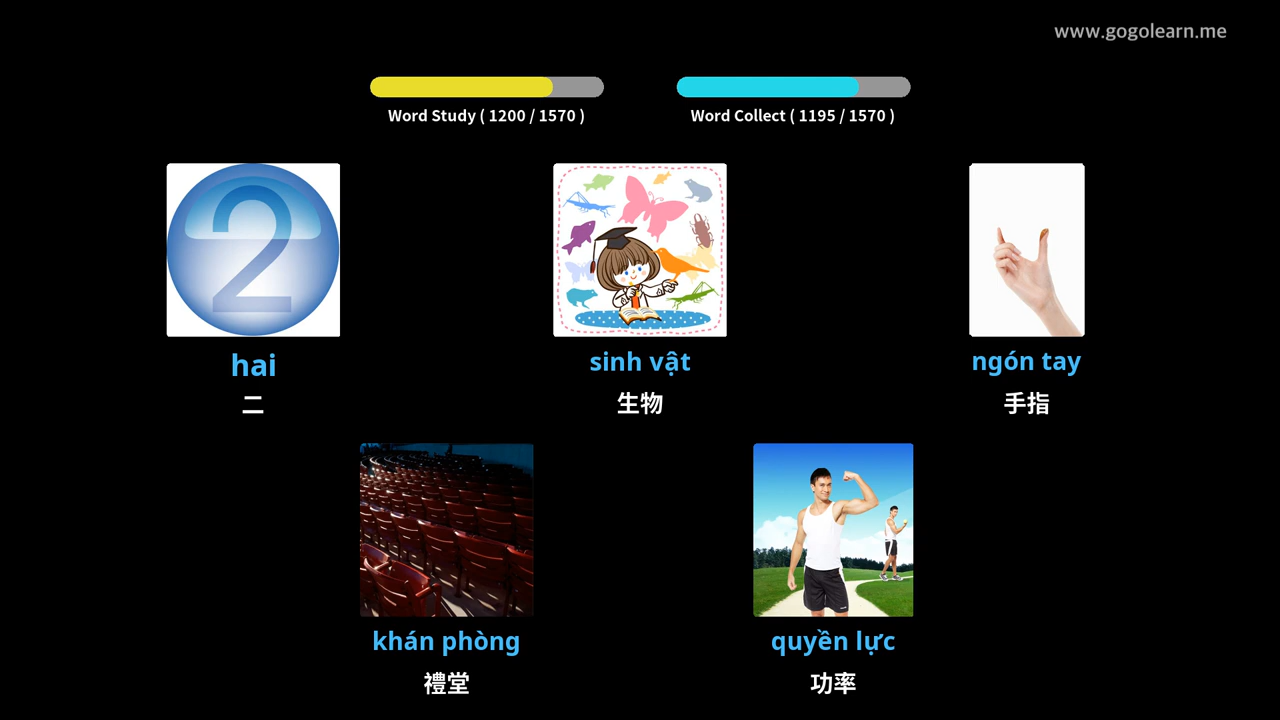 www.gogolearn.me
Word Study ( 1200 / 1570 )
Word Collect ( 1195 / 1570 )
2
hai
二
sinh vật
生物
ngón tay
手指
khán phòng
禮堂
quyền lực
功率